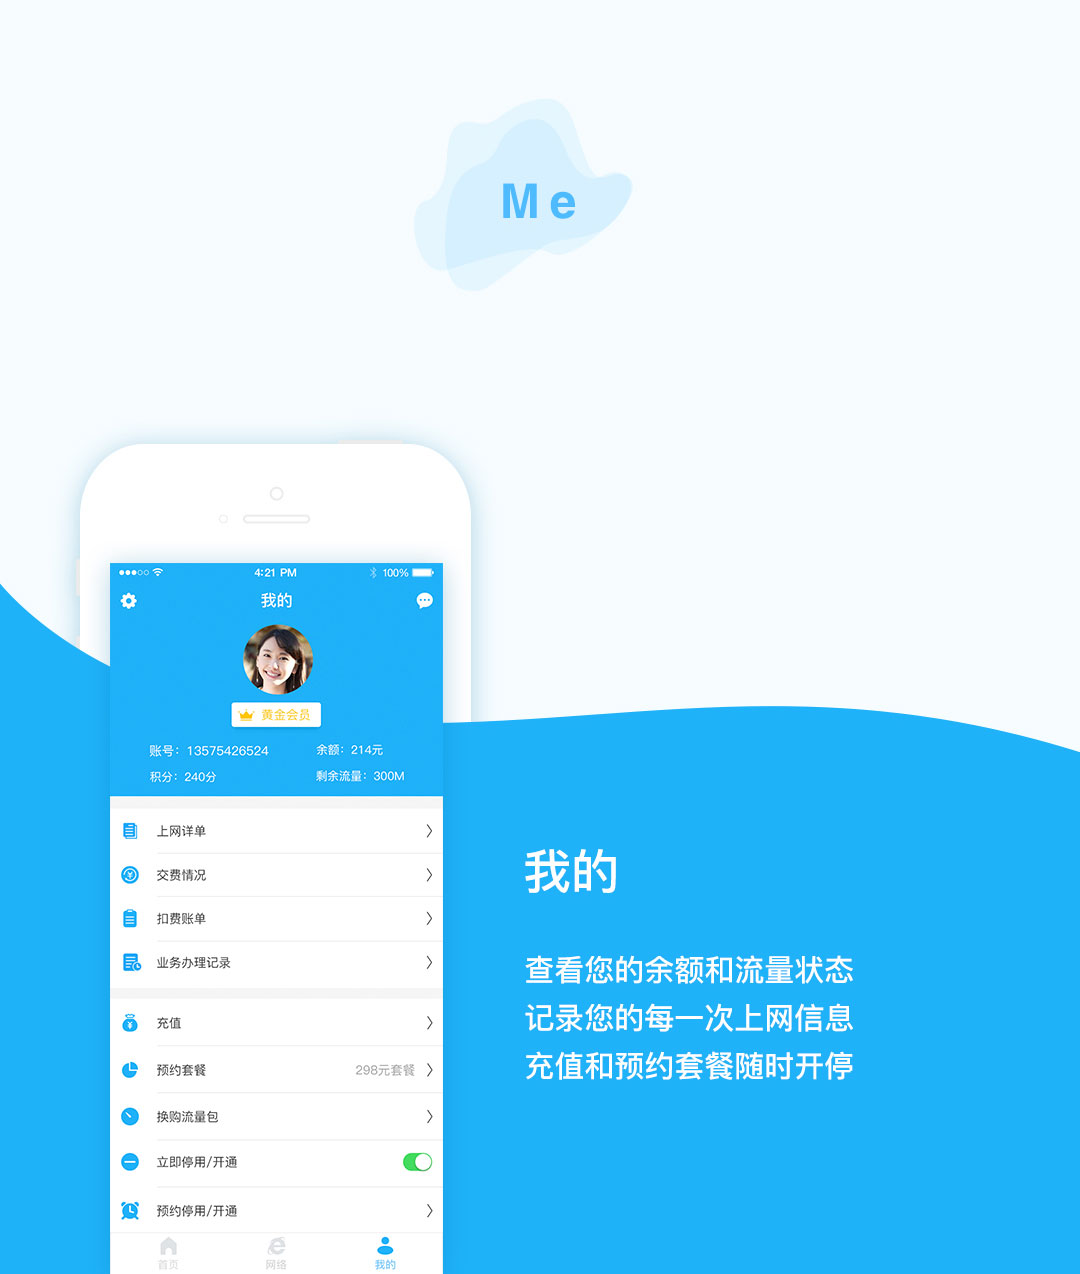 Me
4:21 PM
100%
我的
黄金会员
账号：13575426524
余额：214元
积分：240分
剩余流量：300M
上网详单
交费情况
扣费账单
业务办理记录
充值
预约套餐
298元套餐
换购流量包
立即停用/开通
预约停用/开通
首页
网络
我的
我的
查看您的余额和流量状态
记录您的每一次上网信息
充值和预约套餐随时开停